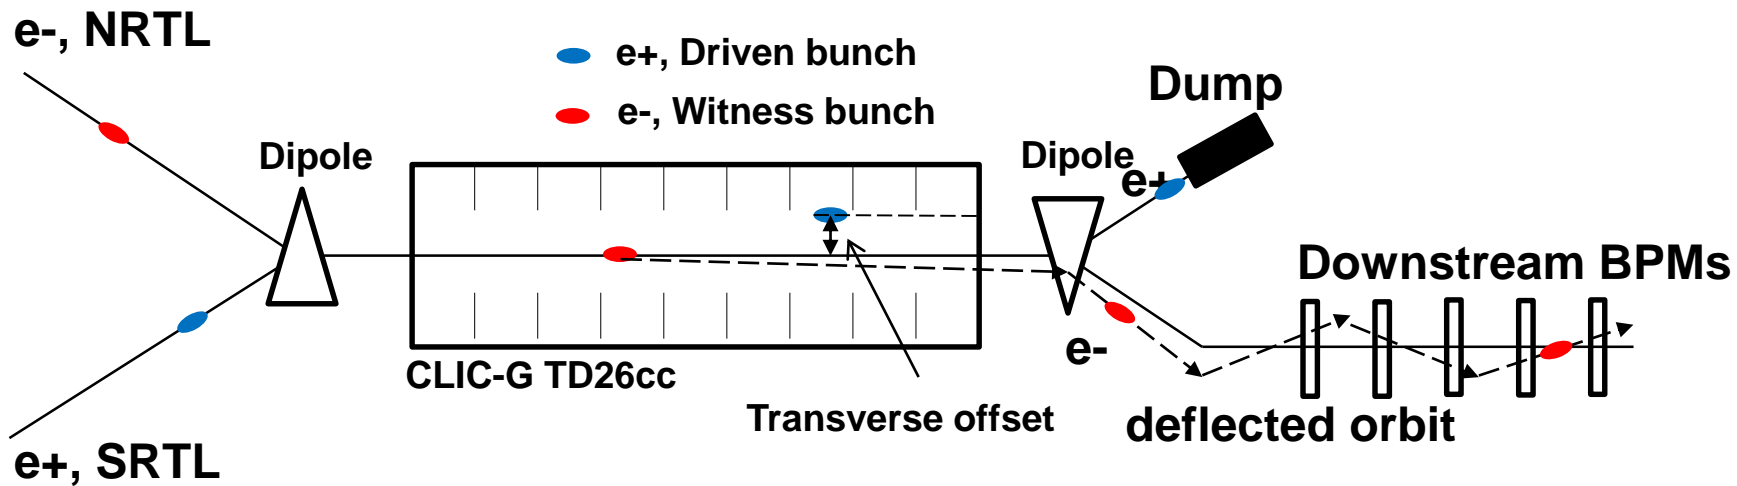 e-, NRTL
e+, Driven bunch
e-, Witness bunch
Dump
Dipole
Dipole
e+
Downstream BPMs
e-
CLIC-G TD26cc
Transverse offset
deflected orbit
e+, SRTL